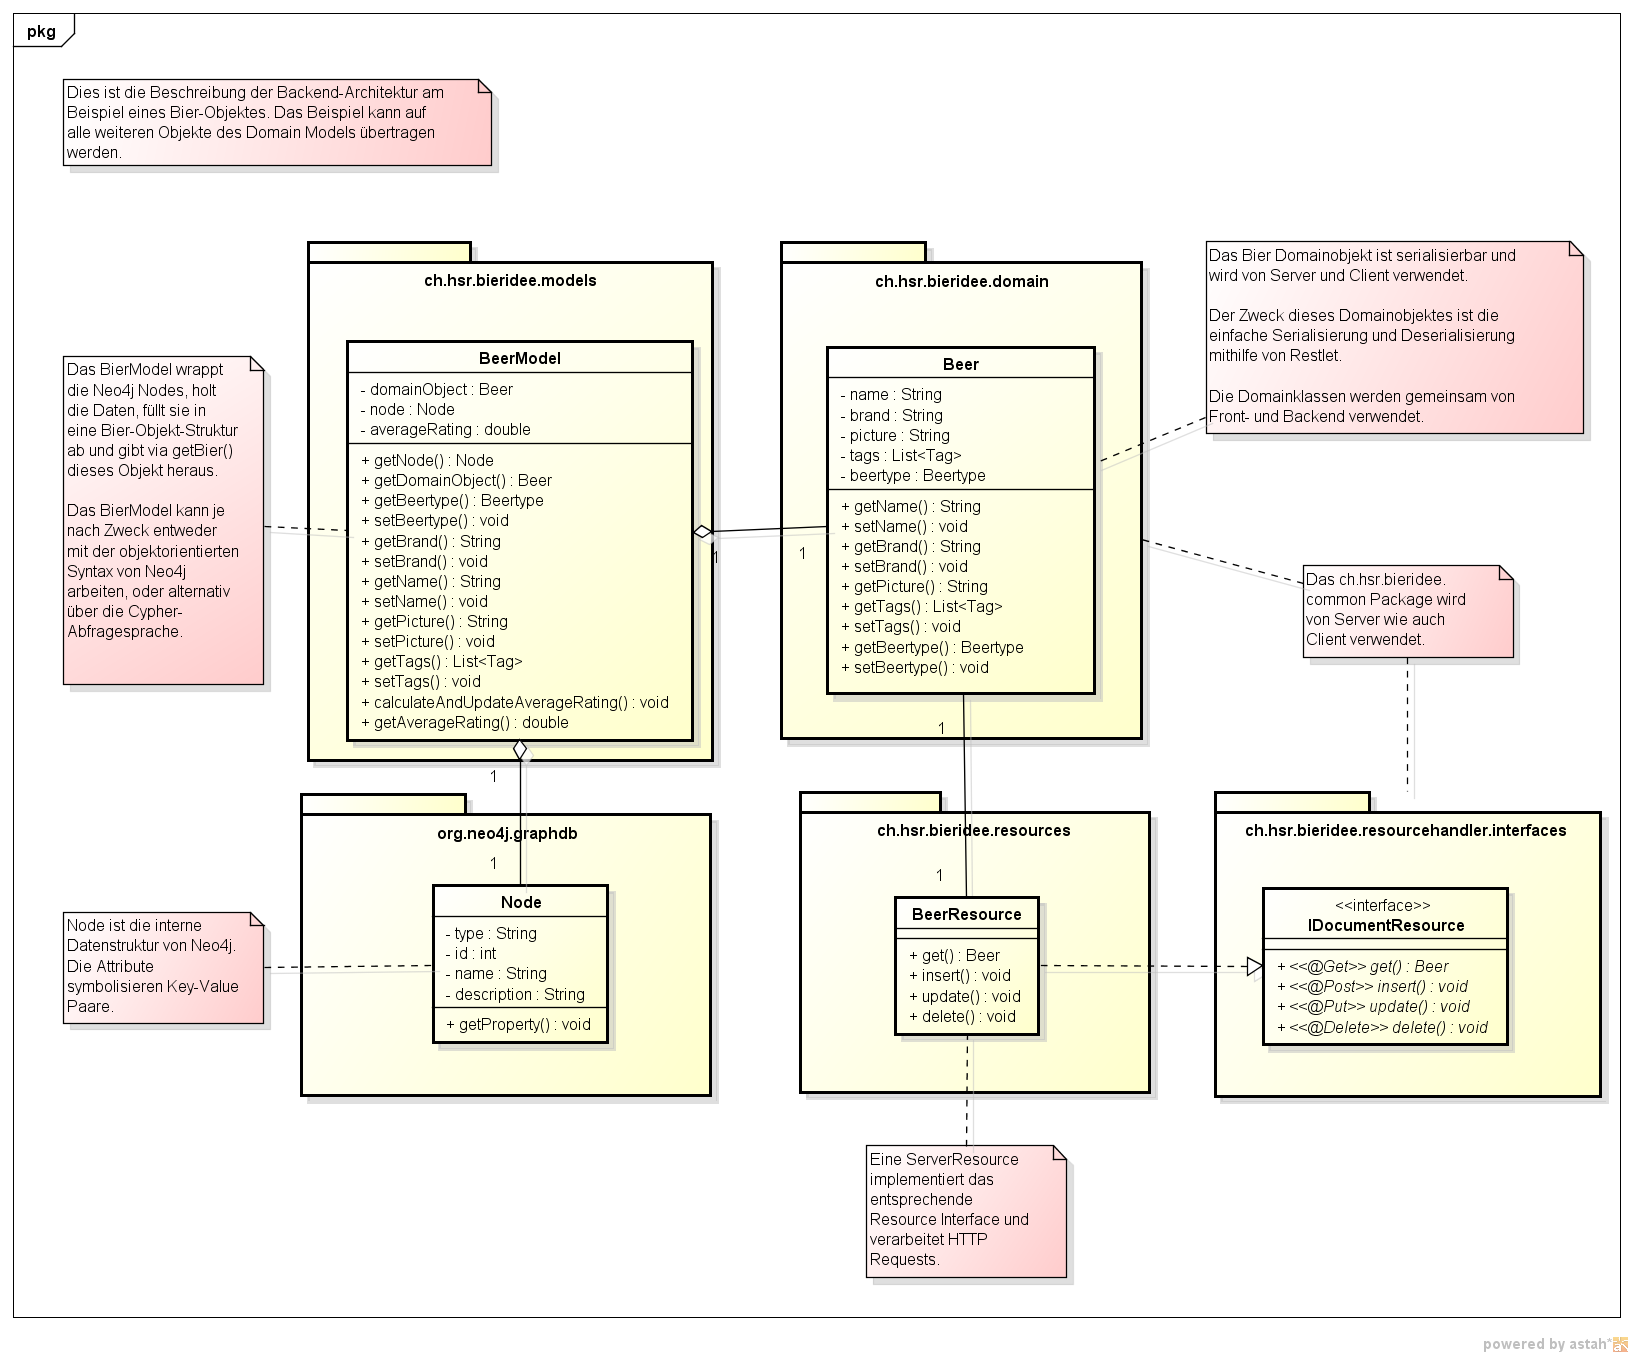 pkg
Dies ist die Beschreibung der Backend-Architektur am
Beispiel eines Bier-Objektes. Das Beispiel kann auf
alle weiteren Objekte des Domain Models übertragen
werden.
ch.hsr.bieridee.models
BeerModel
- domainObject : Beer
- node : Node
- averageRating : double
+ getNode() : Node
+ getDomainObject() : Beer
+ getBeertype() : Beertype
+ setBeertype() : void
+ getBrand() : String
+ setBrand() : void
+ getName() : String
+ setName() : void
+ getPicture() : String
+ setPicture() : void
+ getTags() : List<Tag>
+ setTags() : void
+ calculateAndUpdateAverageRating() : void
+ getAverageRating() : double
ch.hsr.bieridee.domain
Beer
- name : String
- brand : String
- picture : String
- tags : List<Tag>
- beertype : Beertype
+ getName() : String
+ setName() : void
+ getBrand() : String
+ setBrand() : void
+ getPicture() : String
+ getTags() : List<Tag>
+ setTags() : void
+ getBeertype() : Beertype
+ setBeertype() : void
Das Bier Domainobjekt ist serialisierbar und
wird von Server und Client verwendet.
Der Zweck dieses Domainobjektes ist die
einfache Serialisierung und Deserialisierung
mithilfe von Restlet.
Die Domainklassen werden gemeinsam von
Front- und Backend verwendet.
Das BierModel wrappt
die Neo4j Nodes, holt
die Daten, füllt sie in
eine Bier-Objekt-Struktur
ab und gibt via getBier()
dieses Objekt heraus.
Das BierModel kann je
nach Zweck entweder
mit der objektorientierten
Syntax von Neo4j
arbeiten, oder alternativ
über die Cypher-
Abfragesprache.
1
1
Das ch.hsr.bieridee.
common Package wird
von Server wie auch
Client verwendet.
1
1
1
1
org.neo4j.graphdb
Node
- type : String
- id : int
- name : String
- description : String
+ getProperty() : void
ch.hsr.bieridee.resources
BeerResource
+ get() : Beer
+ insert() : void
+ update() : void
+ delete() : void
ch.hsr.bieridee.resourcehandler.interfaces
<<interface>>
IDocumentResource
+ <<@Get>> get() : Beer
+ <<@Post>> insert() : void
+ <<@Put>> update() : void
+ <<@Delete>> delete() : void
Node ist die interne
Datenstruktur von Neo4j.
Die Attribute
symbolisieren Key-Value
Paare.
Eine ServerResource
implementiert das
entsprechende
Resource Interface und
verarbeitet HTTP
Requests.
powered by astah*